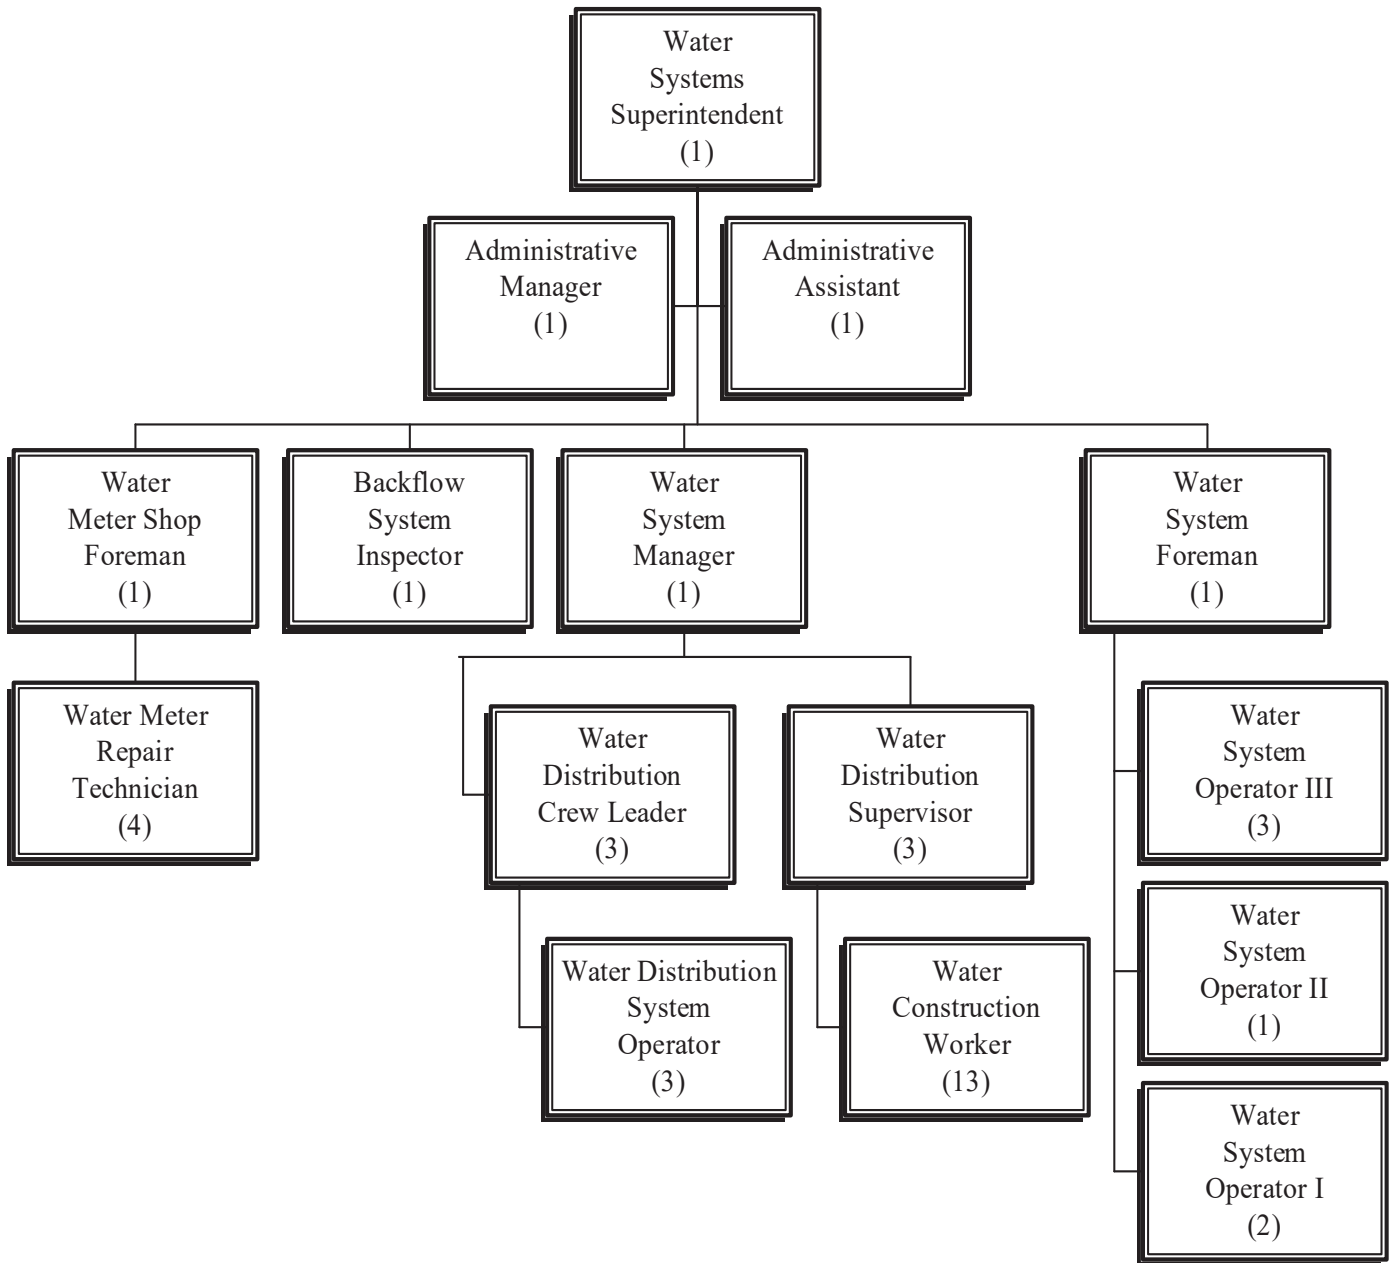 Water
Systems
Superintendent
(1)
Administrative
Manager
(1)
Administrative
Assistant
(1)
Water
Meter Shop
Foreman
(1)
Backflow
System
Inspector
(1)
Water
System
Manager
(1)
Water
System
Foreman
(1)
Water Meter
Repair
Technician
(4)
Water
Distribution
Crew Leader
(3)
Water
Distribution
Supervisor
(3)
Water
System
Operator III
(3)
Water Distribution
System
Operator
(3)
Water
Construction
Worker
(13)
Water
System
Operator II
(1)
Water
System
Operator I
(2)